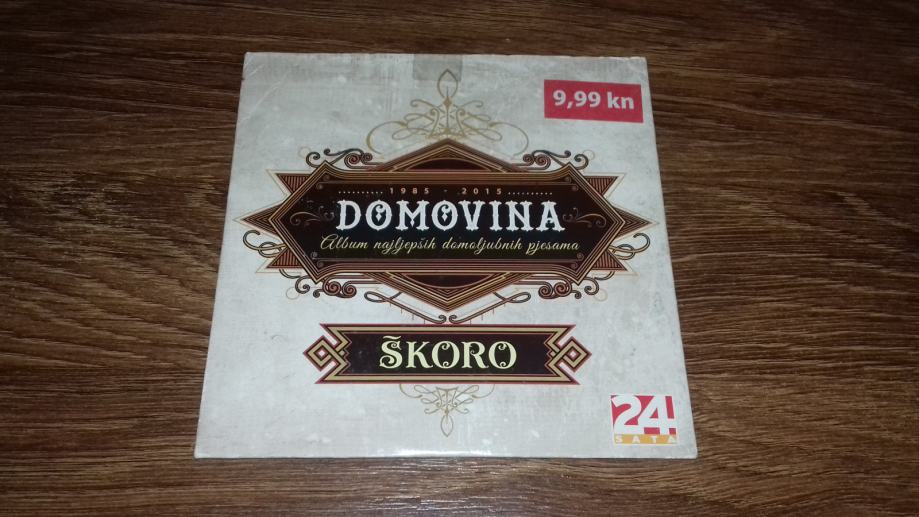 9,99 kn
1985 - 2015
DOMOVINA
Album najljepših domoljubnih pjesama
ŠKORO
24
SATA